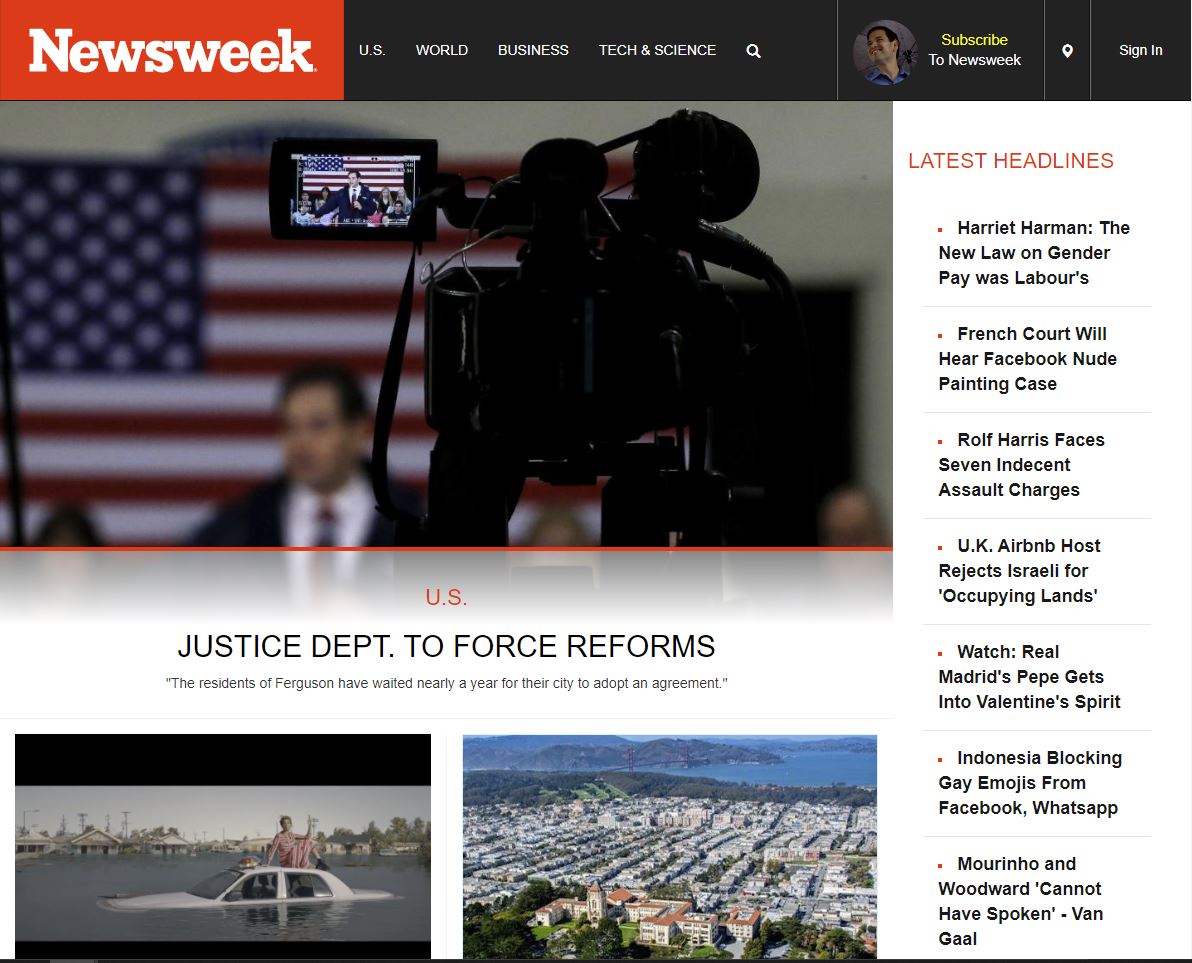 Newsweek
U.S.
WORLD
BUSINESS
TECH & SCIENCE
Subscribe
To Newsweek
Sign In
U.S.
JUSTICE DEPT. TO FORCE REFORMS
"The residents of Ferguson have waited nearly a year for their city to adopt an agreement."
LATEST HEADLINES
Harriet Harman: The
New Law on Gender
Pay was Labour's
French Court Will
Hear Facebook Nude
Painting Case
Rolf Harris Faces
Seven Indecent
Assault Charges
U.K. Airbnb Host
Rejects Israeli for
'Occupying Lands'
Watch: Real
Madrid's Pepe Gets
Into Valentine's Spirit
Indonesia Blocking
Gay Emojis From
Facebook, Whatsapp
Mourinho and
Woodward 'Cannot
Have Spoken' - Van
Gaal